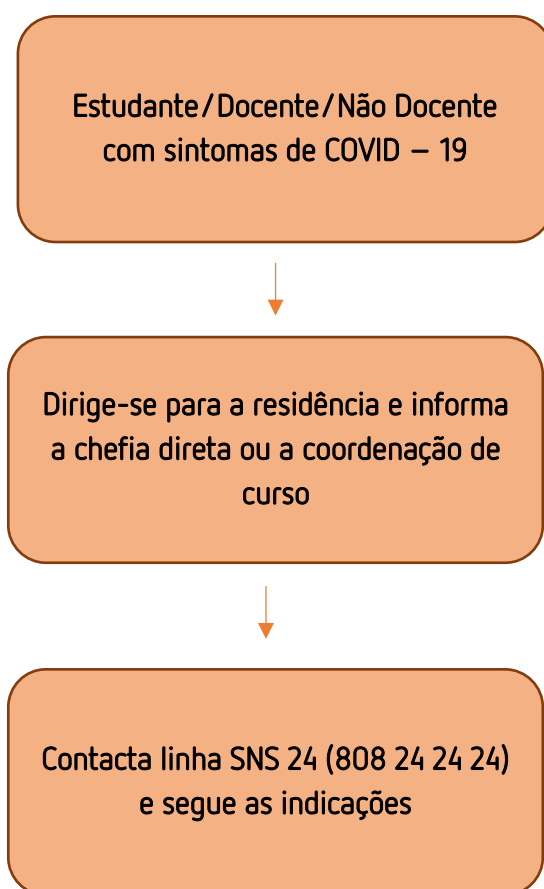 Estudante/Docente/Não Docente
com sintomas de COVID – 19
Dirige-se para a residência e informa
a chefia direta ou a coordenação de
curso
Contacta linha SNS 24 (808 24 24 24)
e segue as indicações